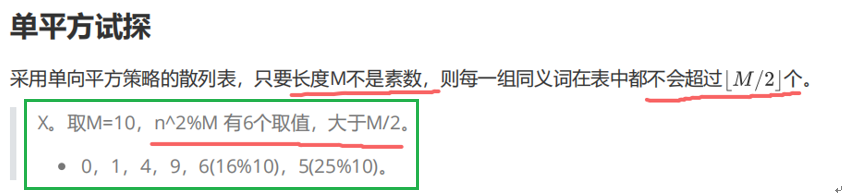 单平方试探
采用单向平方策略的散列表，只要长度M不是素数，则每一组同义词在表中都不会超过⌊M/2⌋个。
X。取M=10，n^2%M 有6个取值，大于M/2。
• 0，1，4，9，6(16%10)，5(25%10)。